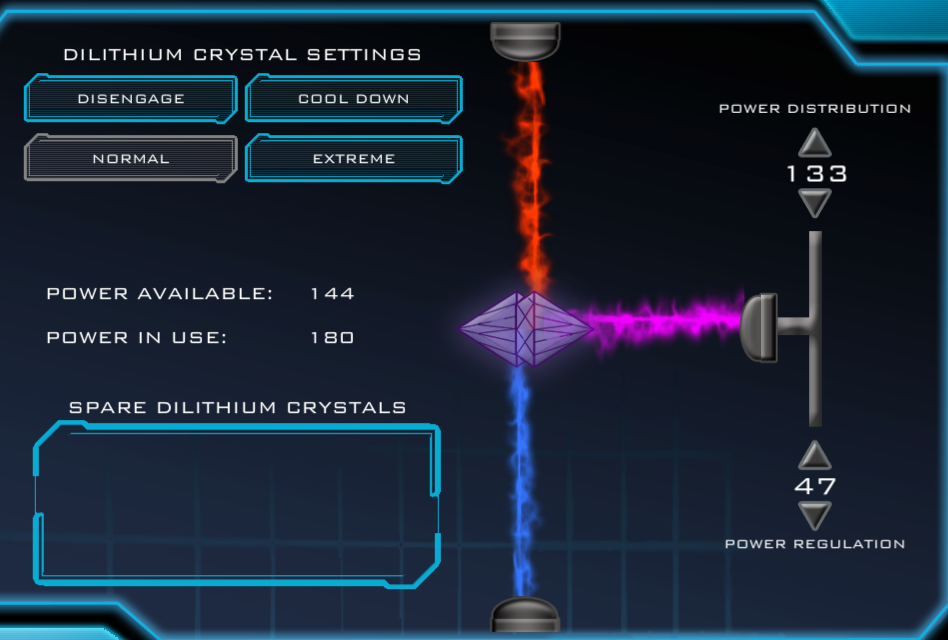 DILITHIUM CRYSTAL SETTINGS
DISENGAGE
COOL DOWN
NORMAL
EXTREME
POWER AVAILABLE: 144
POWER IN USE: 180
SPARE DILITHIUM CRYSTALS
POWER DISTRIBUTION
133
47
POWER REGULATION